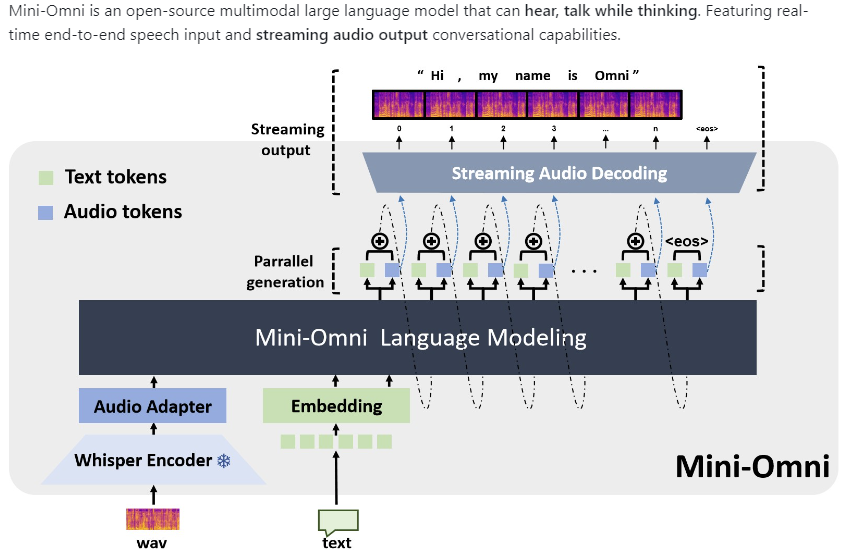 Mini-Omni is an open-source multimodal large language model that can hear, talk while thinking. Featuring real-
time end-to-end speech input and streaming audio output conversational capabilities.
“ Hi , my name is Omni ”
Streaming
output
0 1 2 3 ... n <eos>
Streaming Audio Decoding
Text tokens
Audio tokens
Parrallel
generation
<eos>
...
Mini-Omni Language Modeling
Audio Adapter
Embedding
Whisper Encoder
Mini-Omni
wav
text